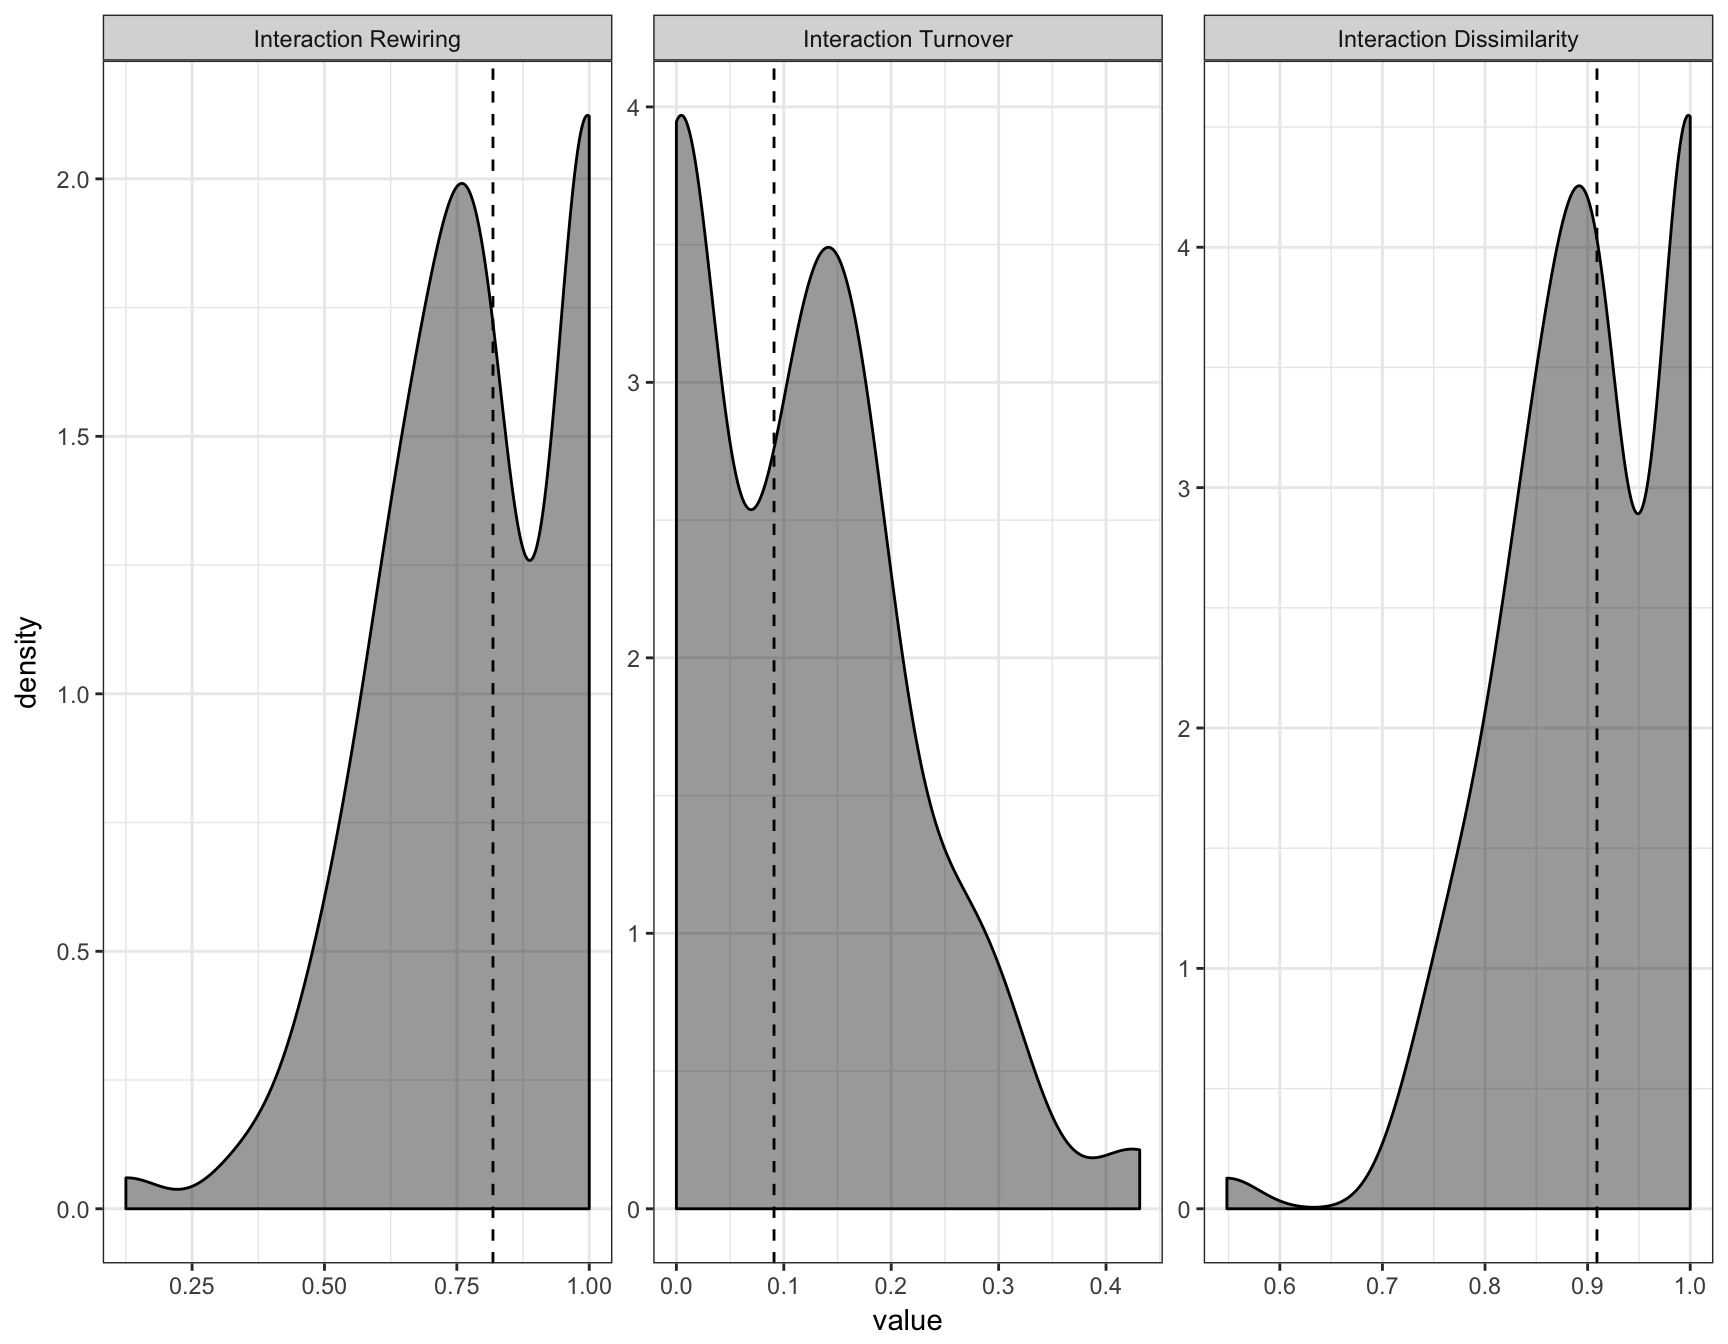 Interaction Rewiring
Interaction Turnover
Interaction Dissimilarity
density
2.0
1.5
1.0
0.5
0.0
4
3
2
1
0
4
3
2
1
0
0.25 0.50 0.75 1.00
0.0 0.1 0.2 0.3 0.4
0.6 0.7 0.8 0.9 1.0
value